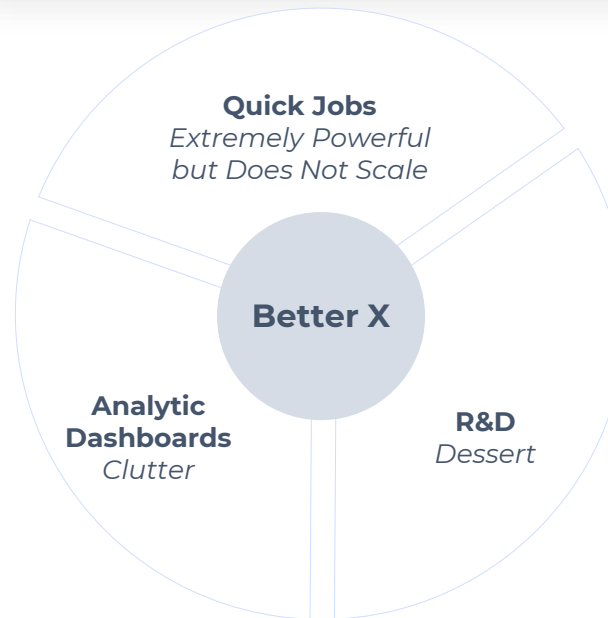 Quick Jobs
Extremely Powerful
but Does Not Scale
Better X
Analytic
Dashboards
Clutter
R&D
Dessert